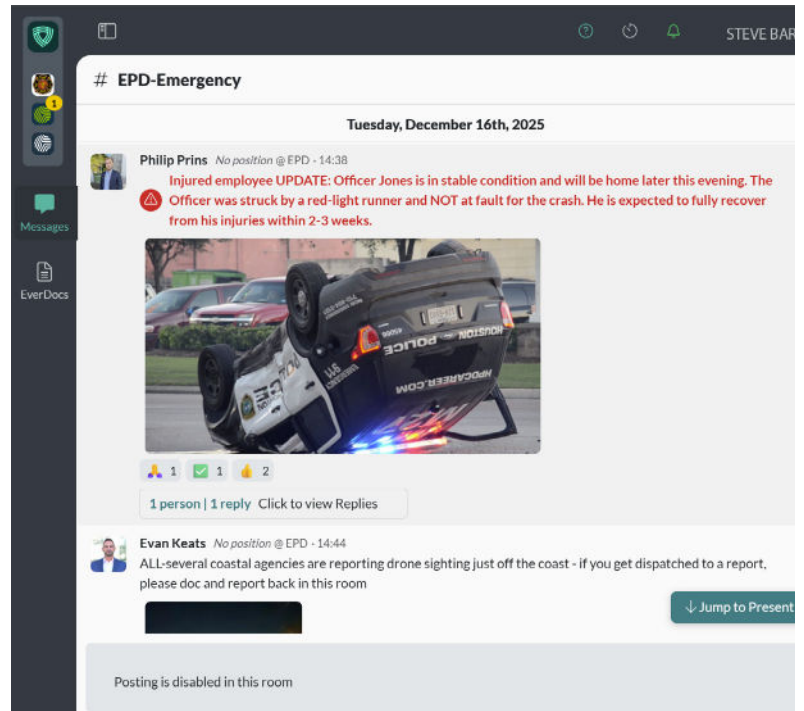 STEVE BAR
# EPD-Emergency
1
Tuesday, December 16th, 2025
Philip Prins No position @ EPD - 14:38
Injured employee UPDATE: Officer Jones is in stable condition and will be home later this evening. The
Officer was struck by a red-light runner and NOT at fault for the crash. He is expected to fully recover
from his injuries within 2-3 weeks.
Messages
EverDocs
HOUSTON
POLICE
HPDCAREER.COM
911
EMERGENCY
45066
1 1 2
1 person | 1 reply Click to view Replies
Evan Keats No position @ EPD - 14:44
ALL-several coastal agencies are reporting drone sighting just off the coast - if you get dispatched to a report,
please doc and report back in this room
↓ Jump to Present
Posting is disabled in this room